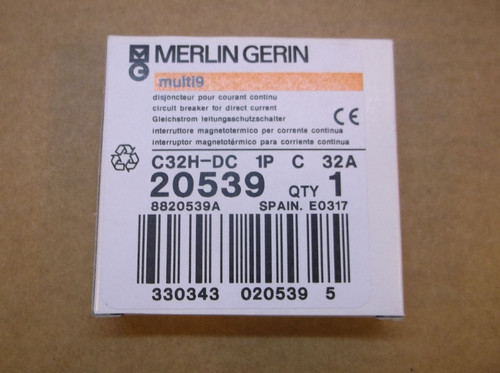 MERLIN GERIN
multi9
disjoncteur pour courant continu
circuit breaker for direct current
Gleichstrom leitungsschutzschalter
interruttore magnetotermico per corrente continua
interruptor magnetotérmico para corriente continua
CE
C32H-DC 1P C 32A
20539 QTY 1
8820539A SPAIN. E0317
330343 020539 5